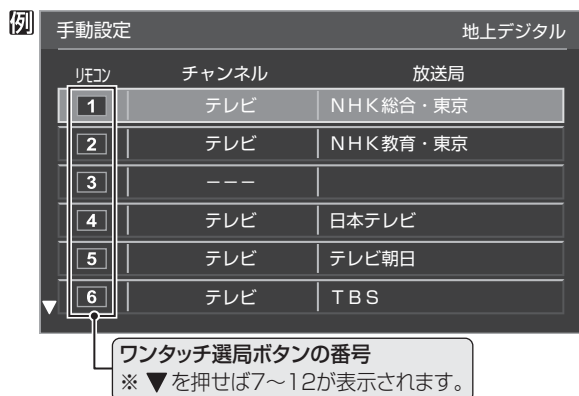 例
手動設定 地上デジタル
リモコン チャンネル 放送局
1 テレビ NHK総合・東京
2 テレビ NHK教育・東京
3 −−−
4 テレビ 日本テレビ
5 テレビ テレビ朝日
6 テレビ TBS
▼
ワンタッチ選局ボタンの番号
※ ▼を押せば7〜12が表示されます。